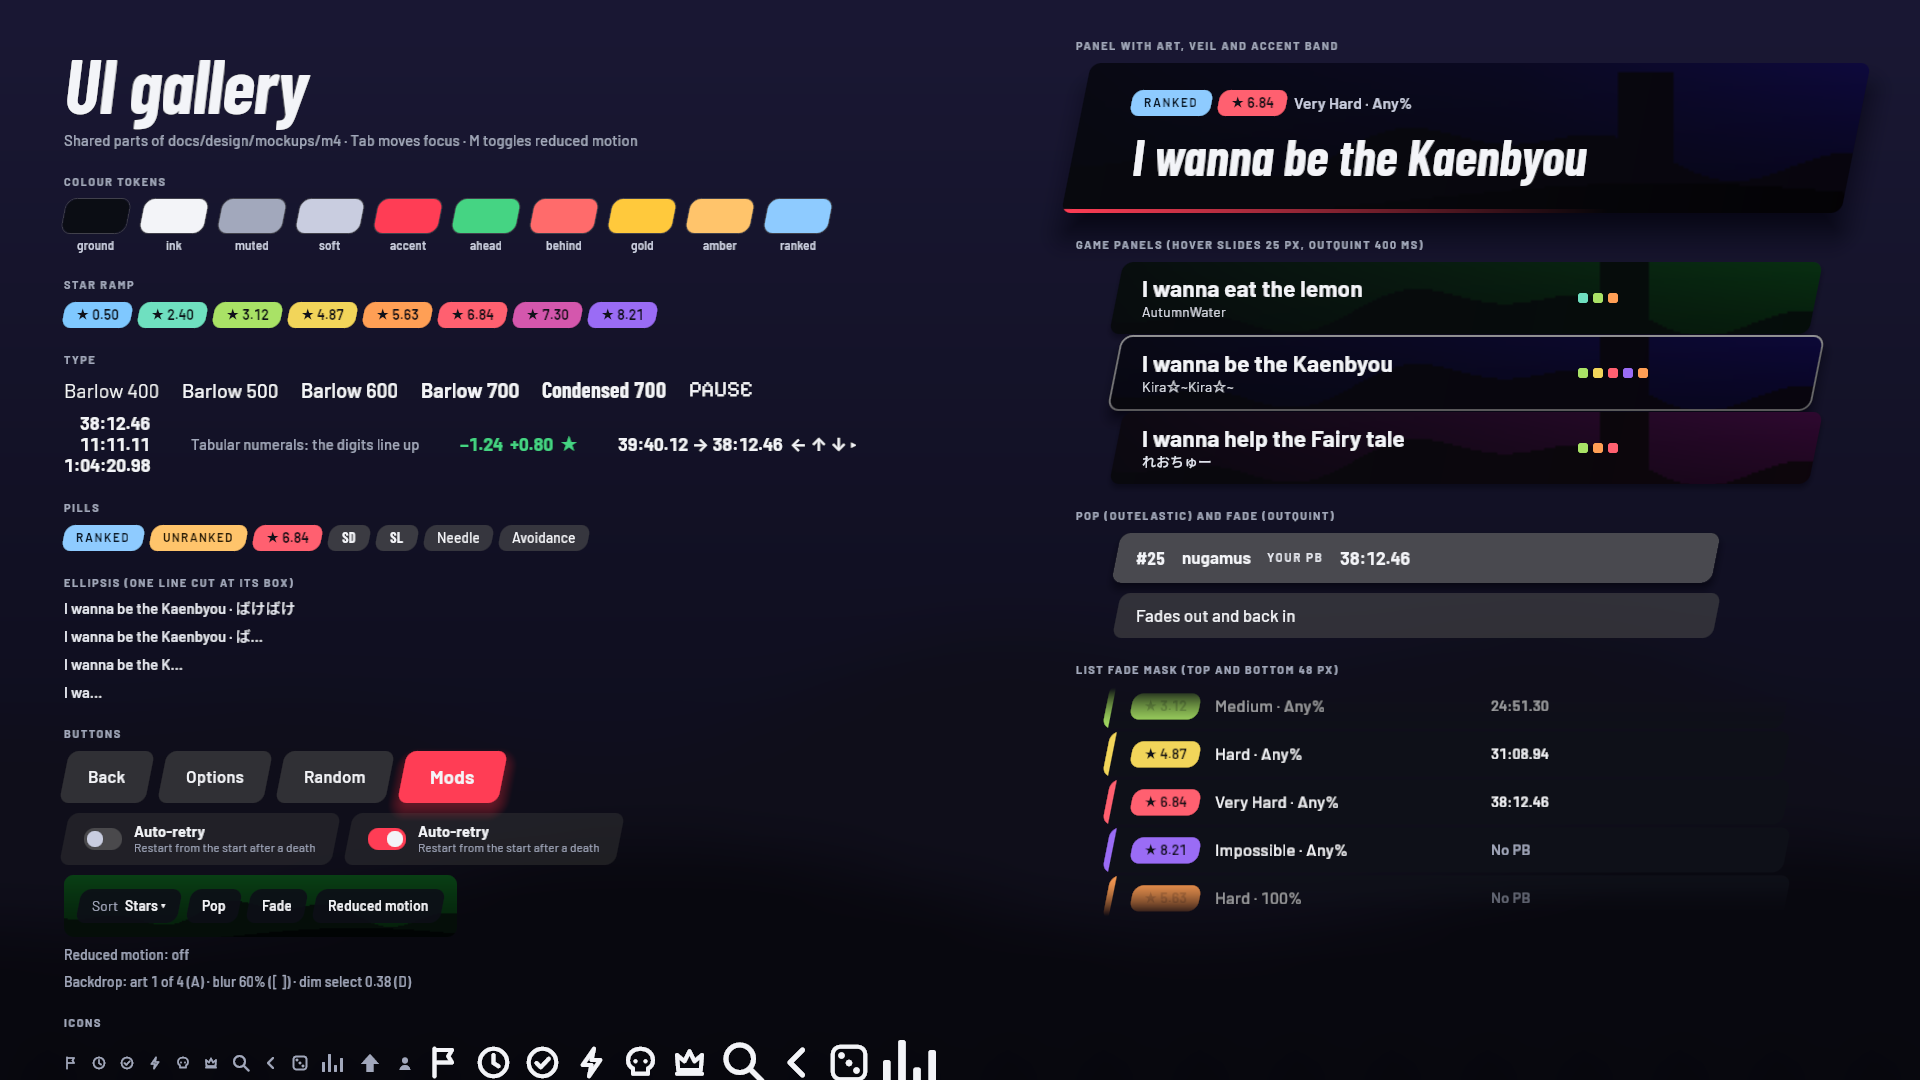 UI gallery
Shared parts of docs/design/mockups/m4 · Tab moves focus · M toggles reduced motion
COLOUR TOKENS
ground ink muted soft accent ahead behind gold amber ranked
STAR RAMP
★ 0.50 ★ 2.40 ★ 3.12 ★ 4.87 ★ 5.63 ★ 6.84 ★ 7.30 ★ 8.21
TYPE
Barlow 400 Barlow 500 Barlow 600 Barlow 700 Condensed 700 PAUSE
38:12.46
11:11.11
1:04:20.98
Tabular numerals: the digits line up −1.24 +0.80 ★ 39:40.12 → 38:12.46 ← ↑ ↓ ▸
PILLS
RANKED UNRANKED ★ 6.84 SD SL Needle Avoidance
ELLIPSIS (ONE LINE CUT AT ITS BOX)
I wanna be the Kaenbyou · ばけばけ
I wanna be the Kaenbyou · ば…
I wanna be the K…
I wa…
BUTTONS
Back Options Random Mods
Auto-retry
Restart from the start after a death
Auto-retry
Restart from the start after a death
Sort Stars ▾ Pop Fade Reduced motion
Reduced motion: off
Backdrop: art 1 of 4 (A) · blur 60% ([ ]) · dim select 0.38 (D)
ICONS
PANEL WITH ART, VEIL AND ACCENT BAND
RANKED ★ 6.84 Very Hard · Any%
I wanna be the Kaenbyou
GAME PANELS (HOVER SLIDES 25 PX, OUTQUINT 400 MS)
I wanna eat the lemon
AutumnWater
I wanna be the Kaenbyou
Kira☆~Kira☆~
I wanna help the Fairy tale
れおちゅー
POP (OUTELASTIC) AND FADE (OUTQUINT)
#25 nugamus YOUR PB 38:12.46
Fades out and back in
LIST FADE MASK (TOP AND BOTTOM 48 PX)
★ 3.12 Medium · Any% 24:51.30
★ 4.87 Hard · Any% 31:08.94
★ 6.84 Very Hard · Any% 38:12.46
★ 8.21 Impossible · Any% No PB
★ 5.63 Hard · 100% No PB